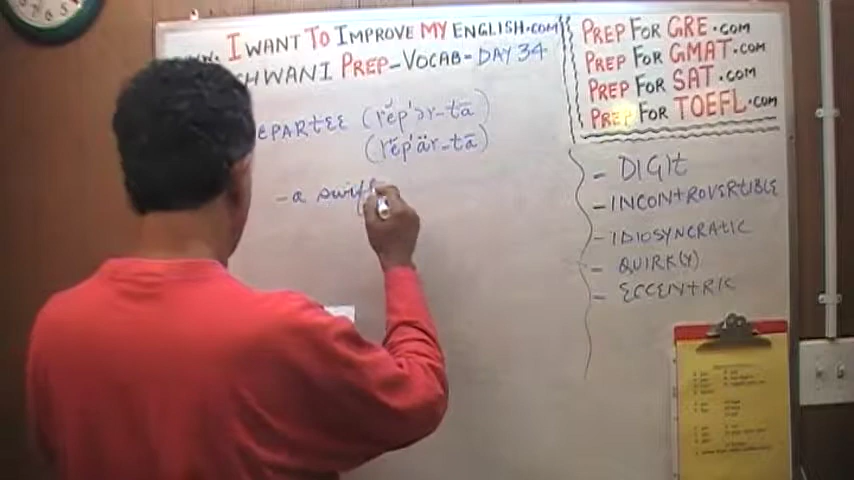 I WANT TO IMPROVE MY ENGLISH.COM
SHWANI PREP-VOCAB-DAY 34
PREP FOR GRE.COM
PREP FOR GMAT.COM
PREP FOR SAT.COM
PREP FOR TOEFL.COM
EPARTEE (rĕp'ər-tā)
(rĕp'är-tā)
- a swif
- DIGIT
- INCONTROVERTIBLE
- IDIOSYNCRATIC
- QUIRK(Y)
- ECCENTRIC